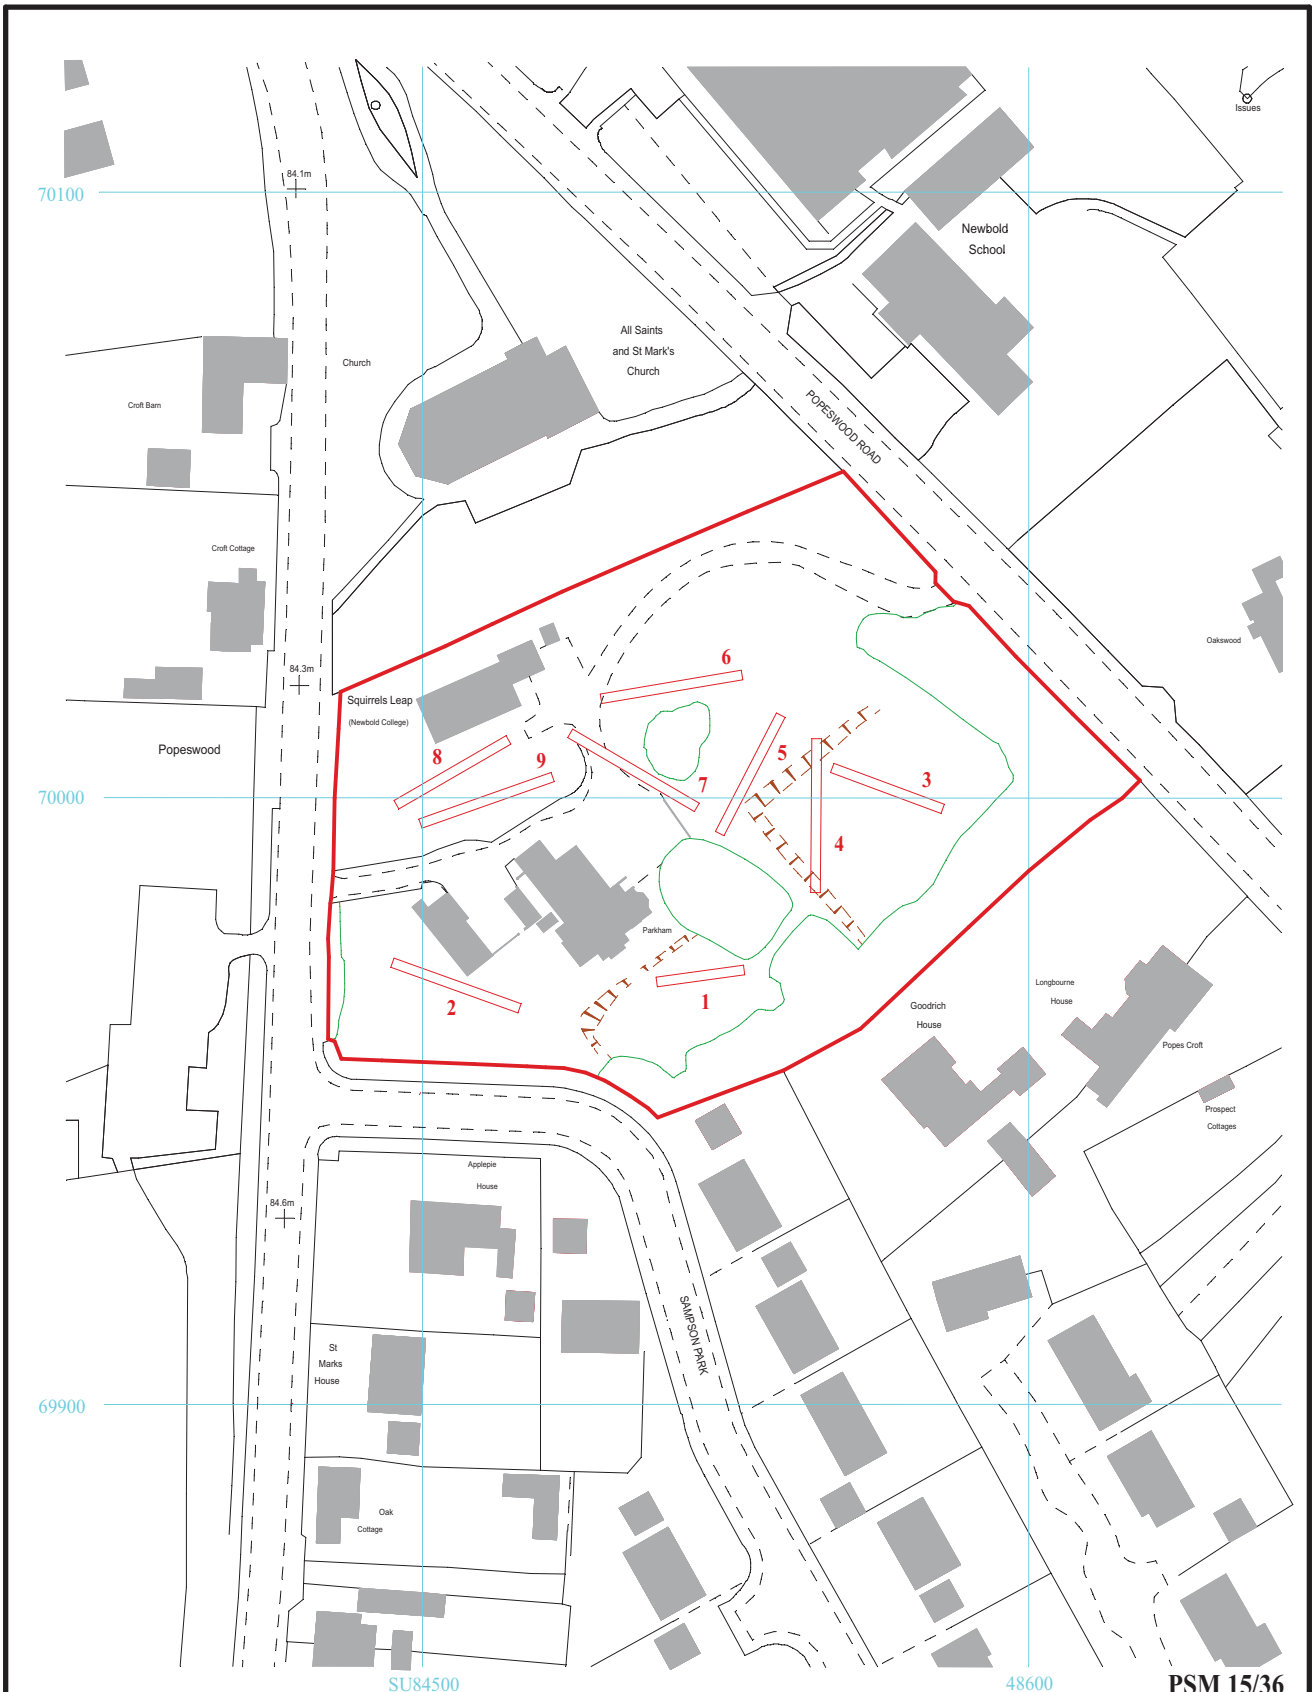 Issues
84.1m
70100
Newbold
School
All Saints
and St Mark's
Church
Church
Croft Barn
POPESWOOD ROAD
Croft Cottage
Oakswood
84.3m
6
Squirrels Leap
(Newbold College)
Popeswood
8
9
5
3
70000
7
4
Parkham
1
2
Longbourne
House
Goodrich
House
Popes Croft
Prospect
Cottages
Applepie
House
84.6m
SAMPSON PARK
St
Marks
House
69900
Oak
Cottage
SU84500
48600
PSM 15/36